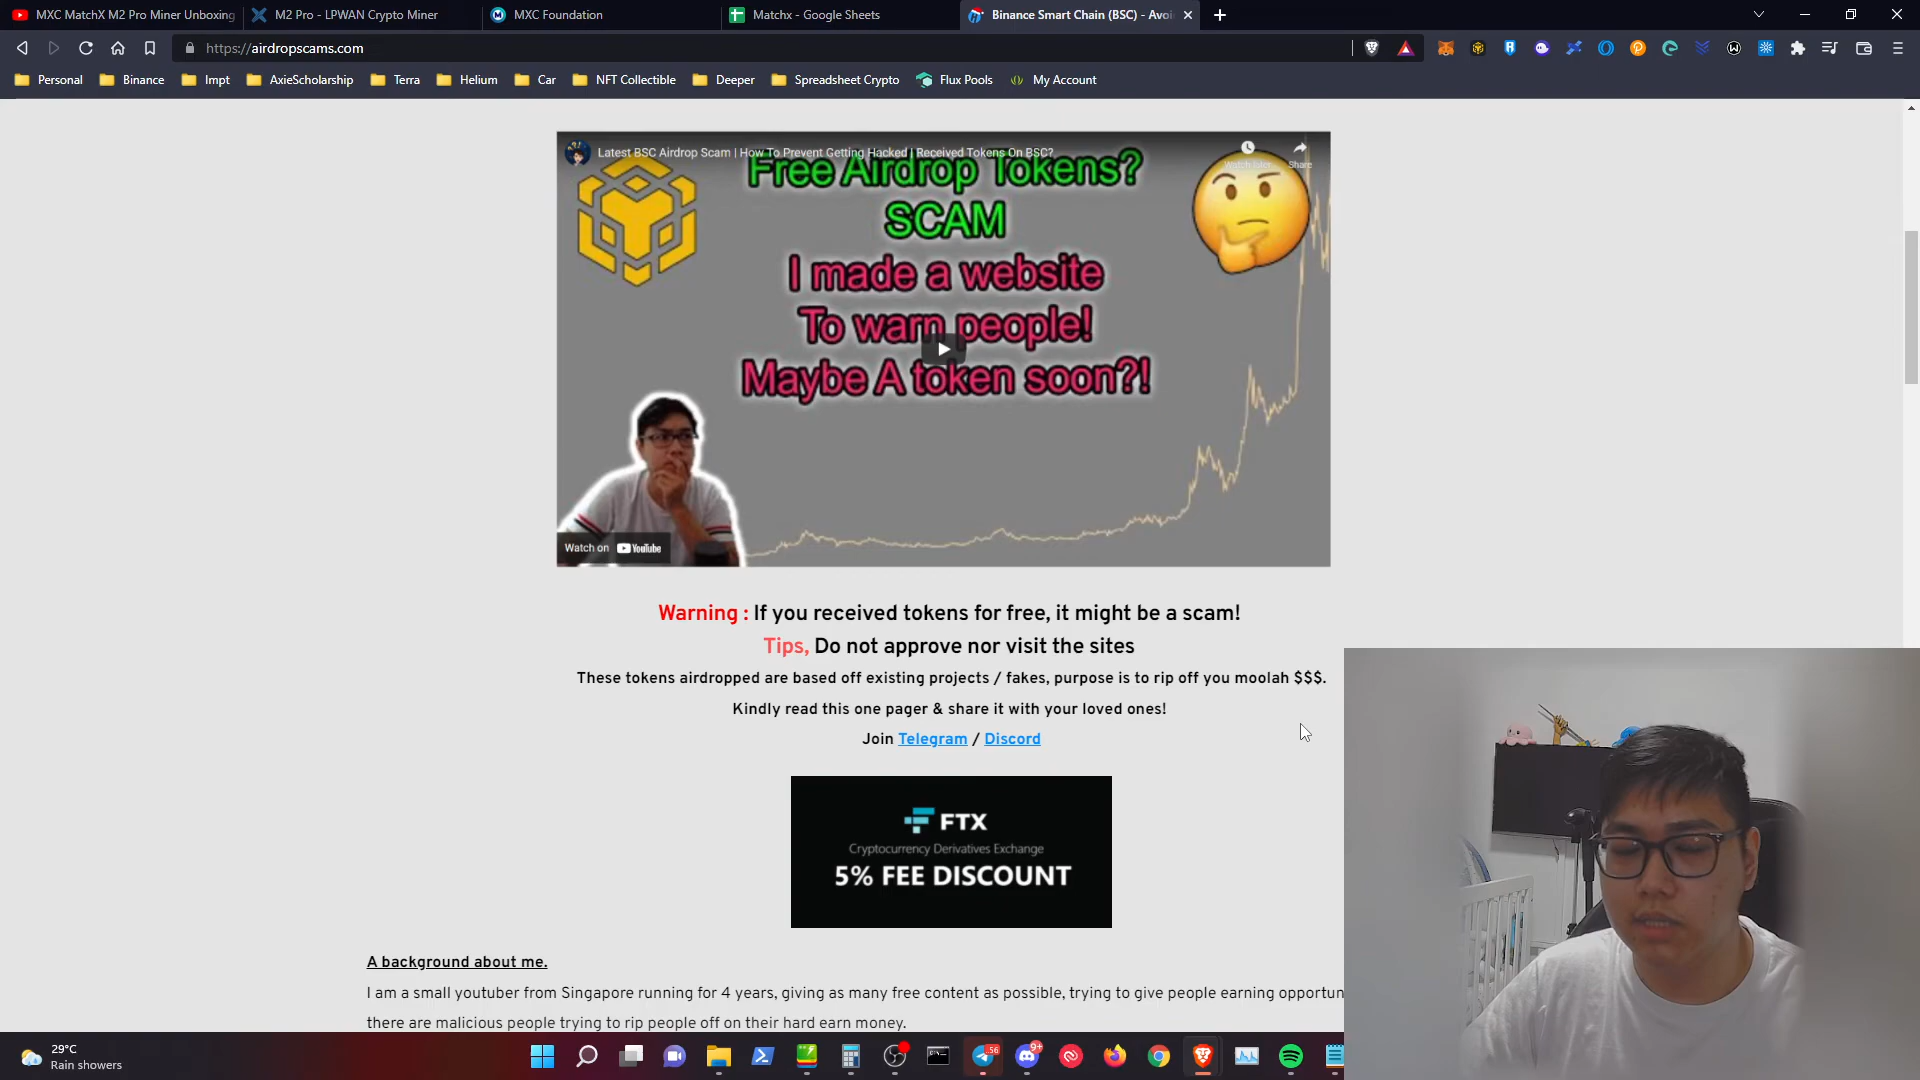 MXC MatchX M2 Pro Miner Unboxing
M2 Pro - LPWAN Crypto Miner
MXC Foundation
Matchx - Google Sheets
Binance Smart Chain (BSC) - Avoi
https://airdropscams.com
Personal
Binance
Impt
AxieScholarship
Terra
Helium
Car
NFT Collectible
Deeper
Spreadsheet Crypto
Flux Pools
My Account
Latest BSC Airdrop Scam | How To Prevent Getting Hacked | Received Tokens On BSC?
Watch later
Share
Free Airdrop Tokens?
SCAM
I made a website
To warn people!
Maybe A token soon?!
Watch on YouTube
Warning : If you received tokens for free, it might be a scam!
Tips, Do not approve nor visit the sites
These tokens airdropped are based off existing projects / fakes, purpose is to rip off you moolah $$$.
Kindly read this one pager & share it with your loved ones!
Join Telegram / Discord
FTX
Cryptocurrency Derivatives Exchange
5% FEE DISCOUNT
A background about me.
I am a small youtuber from Singapore running for 4 years, giving as many free content as possible, trying to give people earning opportun
there are malicious people trying to rip people off on their hard earn money.
29°C
Rain showers
56
9+